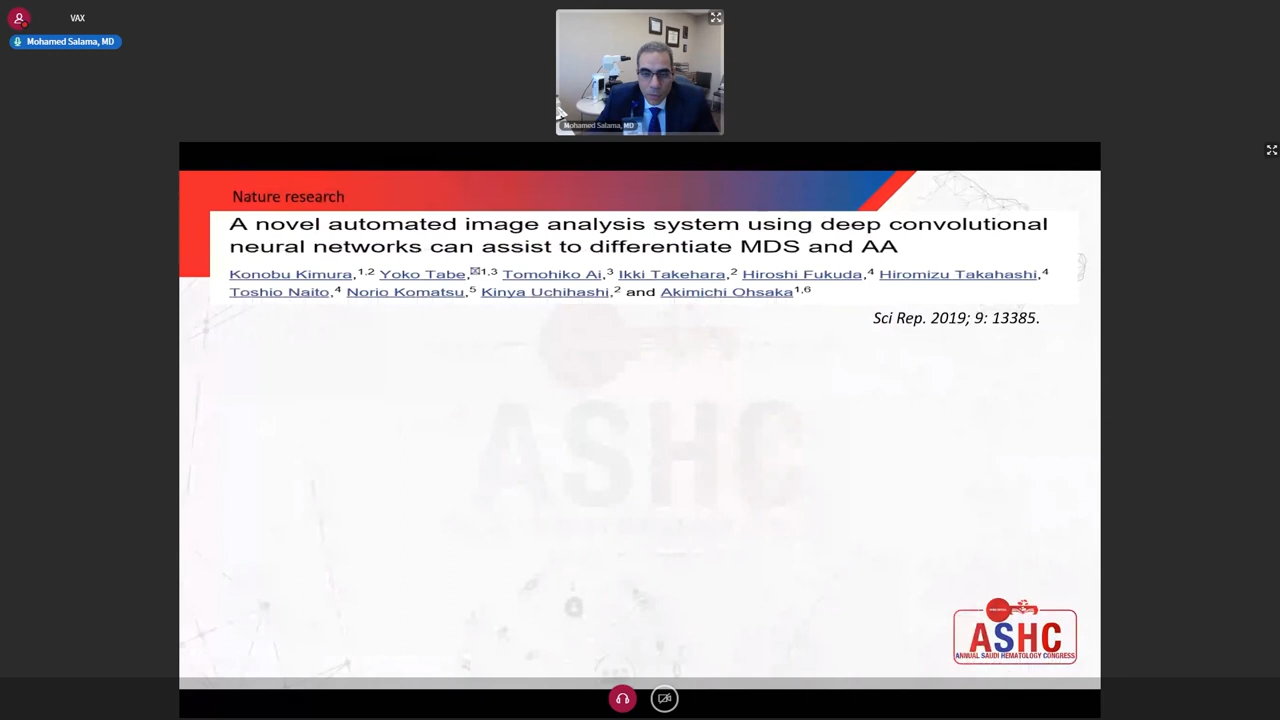 VAX
Mohamed Salama, MD
Mohamed Salama, MD
Nature research
A novel automated image analysis system using deep convolutional
neural networks can assist to differentiate MDS and AA
Konobu Kimura,1,2 Yoko Tabe,✉1,3 Tomohiko Ai,3 Ikki Takehara,2 Hiroshi Fukuda,4 Hiromizu Takahashi,4
Toshio Naito,4 Norio Komatsu,5 Kinya Uchihashi,2 and Akimichi Ohsaka1,6
Sci Rep. 2019; 9: 13385.
ASHC
ASHC
ANNUAL SAUDI HEMATOLOGY CONGRESS